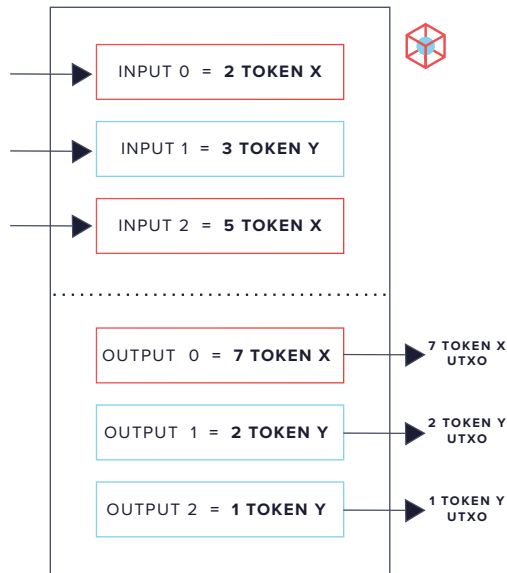 INPUT 0 = 2 TOKEN X
INPUT 1 = 3 TOKEN Y
INPUT 2 = 5 TOKEN X
OUTPUT 0 = 7 TOKEN X
7 TOKEN X
UTXO
OUTPUT 1 = 2 TOKEN Y
2 TOKEN Y
UTXO
OUTPUT 2 = 1 TOKEN Y
1 TOKEN Y
UTXO